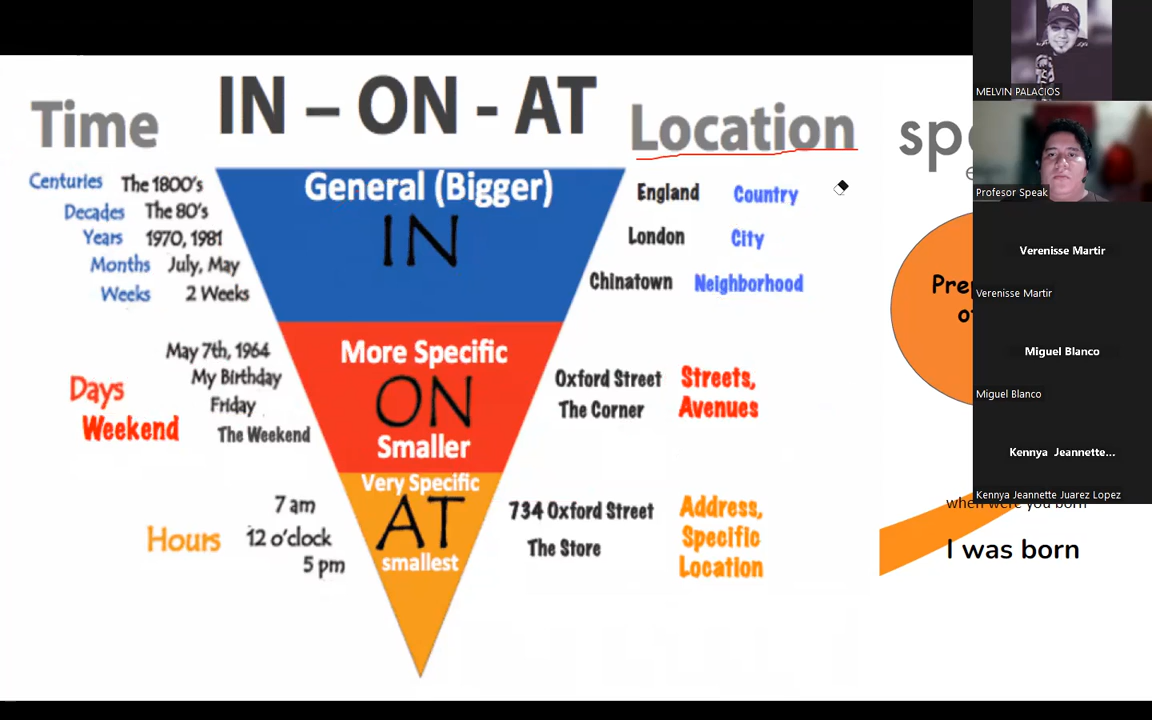 IN – ON - AT
Time
Location
Centuries The 1800's
Decades The 80's
Years 1970, 1981
Months July, May
Weeks 2 Weeks
General (Bigger)
IN
England Country
London City
Chinatown Neighborhood
May 7th, 1964
My Birthday
Days
Friday
Weekend
The Weekend
More Specific
ON
Smaller
Oxford Street
The Corner
Streets,
Avenues
7 am
Hours 12 o'clock
5 pm
Very Specific
AT
smallest
734 Oxford Street
The Store
Address,
Specific
Location
I was born
MELVIN PALACIOS
Profesor Speak
Verenisse Martir
Verenisse Martir
Miguel Blanco
Miguel Blanco
Kennya Jeannette...
Kennya Jeannette Juarez Lopez
when were you born